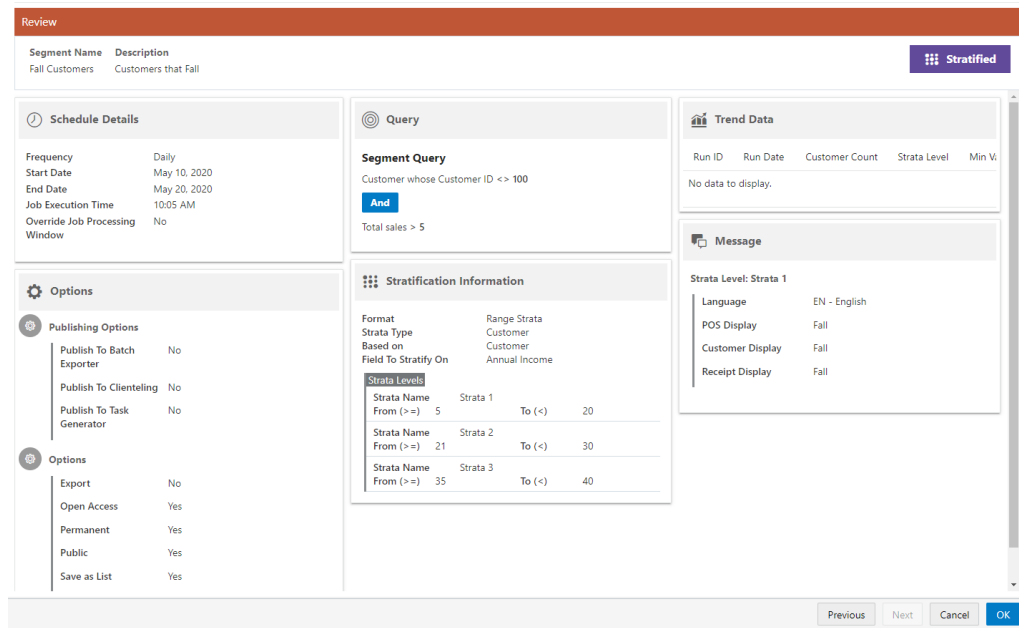 Review
Segment Name Description
Fall Customers Customers that Fall
Stratified
Schedule Details
Frequency Daily
Start Date May 10, 2020
End Date May 20, 2020
Job Execution Time 10:05 AM
Override Job Processing No
Window
Options
Publishing Options
Publish To Batch No
Exporter
Publish To Clienteling No
Publish To Task No
Generator
Options
Export No
Open Access Yes
Permanent Yes
Public Yes
Save as List Yes
Query
Segment Query
Customer whose Customer ID <> 100
And
Total sales > 5
Stratification Information
Format Range Strata
Strata Type Customer
Based on Customer
Field To Stratify On Annual Income
Strata Levels
Strata Name Strata 1
From (>=) 5 To (<) 20
Strata Name Strata 2
From (>=) 21 To (<) 30
Strata Name Strata 3
From (>=) 35 To (<) 40
Trend Data
Run ID Run Date Customer Count Strata Level Min
No data to display.
Message
Strata Level: Strata 1
Language EN - English
POS Display Fall
Customer Display Fall
Receipt Display Fall
Previous Next Cancel OK